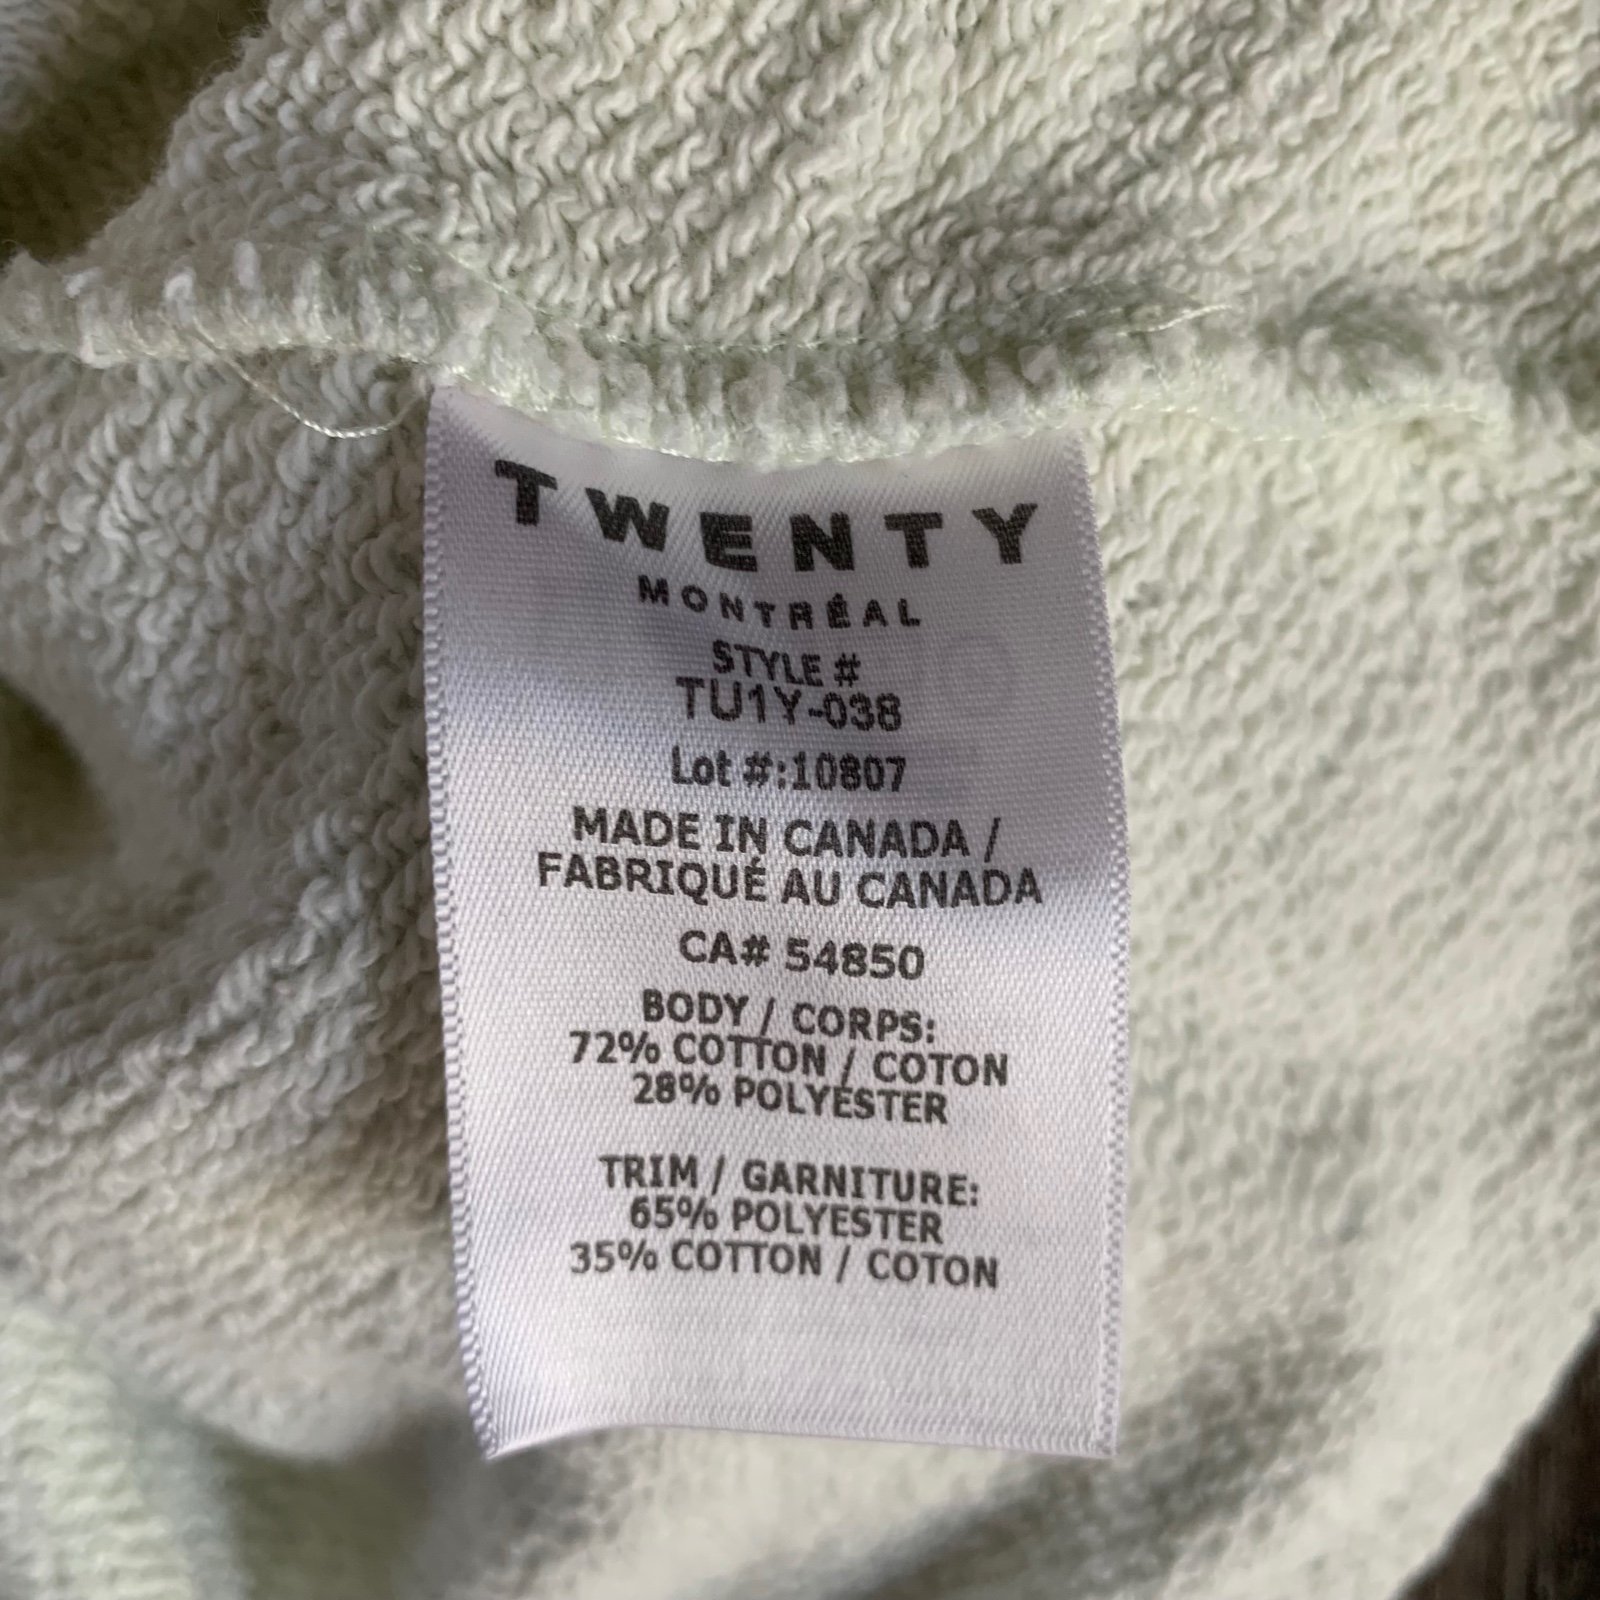 TWENTY
MONTRÉAL
STYLE #
TU1Y-038
Lot #:10807
MADE IN CANADA /
FABRIQUÉ AU CANADA
CA# 54850
BODY / CORPS:
72% COTTON / COTON
28% POLYESTER
TRIM / GARNITURE:
65% POLYESTER
35% COTTON / COTON